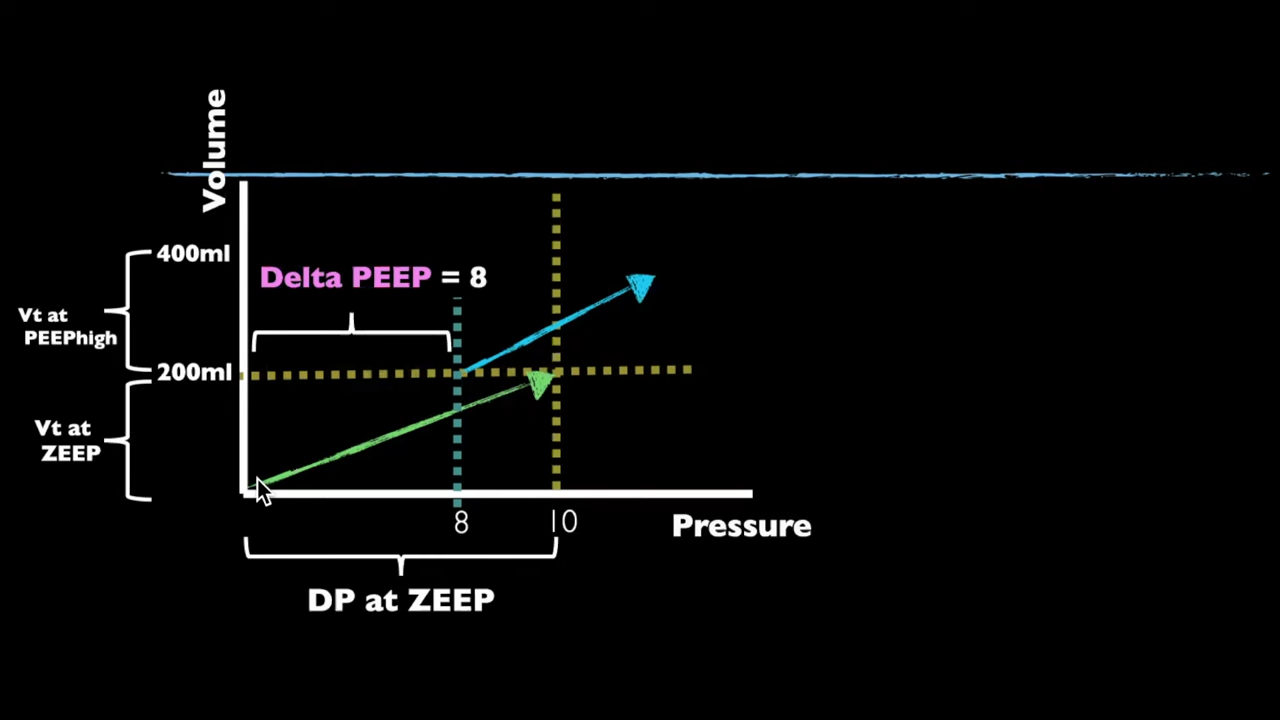 Volume
400ml
Delta PEEP = 8
Vt at
PEEPhigh
200ml
Vt at
ZEEP
8
10
Pressure
DP at ZEEP